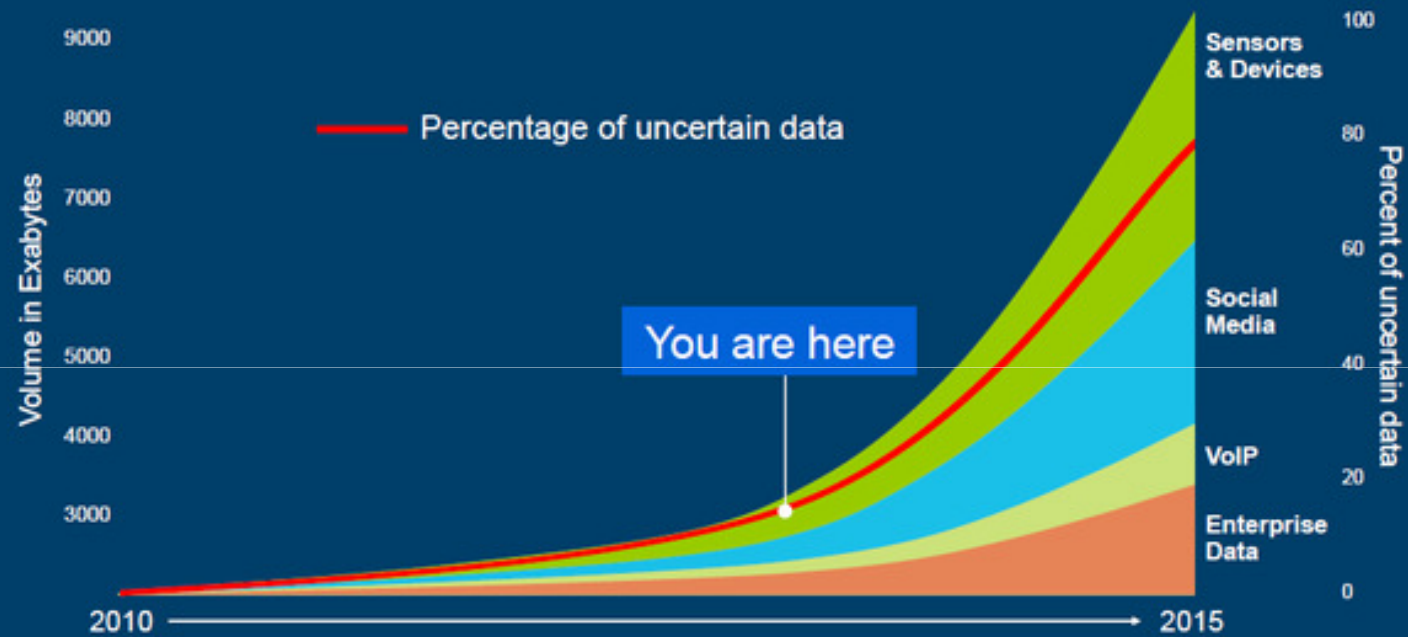 9000
8000
7000
6000
5000
4000
3000
Volume in Exabytes
Percentage of uncertain data
You are here
Sensors
& Devices
Social
Media
VoIP
Enterprise
Data
100
80
60
40
20
0
Percent of uncertain data
2010
2015